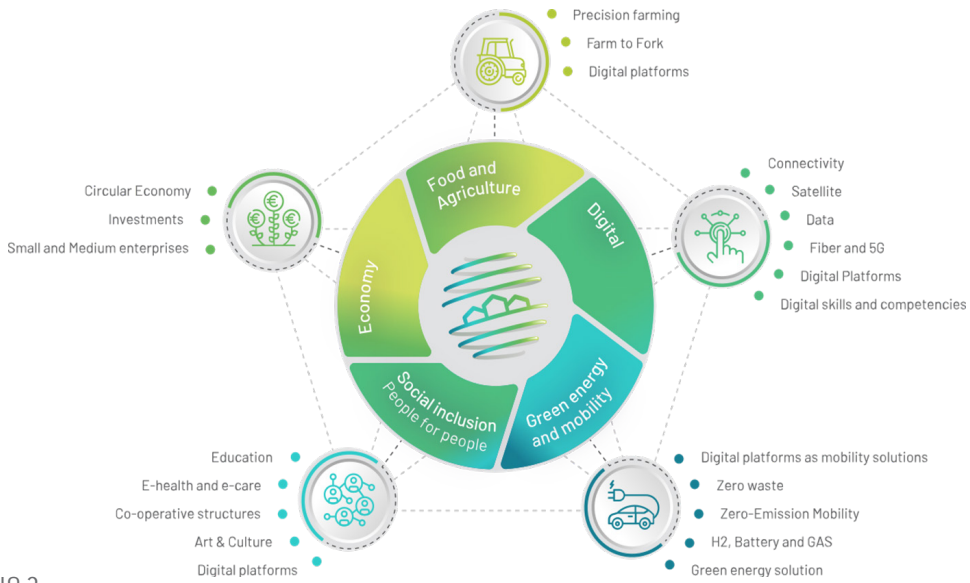 Precision farming
Farm to Fork
Digital platforms
Circular Economy
Investments
Small and Medium enterprises
Food and
Agriculture
Digital
Economy
Social inclusion
People for people
Green energy
and mobility
Connectivity
Satellite
Data
Fiber and 5G
Digital Platforms
Digital skills and competencies
Education
E-health and e-care
Co-operative structures
Art & Culture
Digital platforms
Digital platforms as mobility solutions
Zero waste
Zero-Emission Mobility
H2, Battery and GAS
Green energy solution